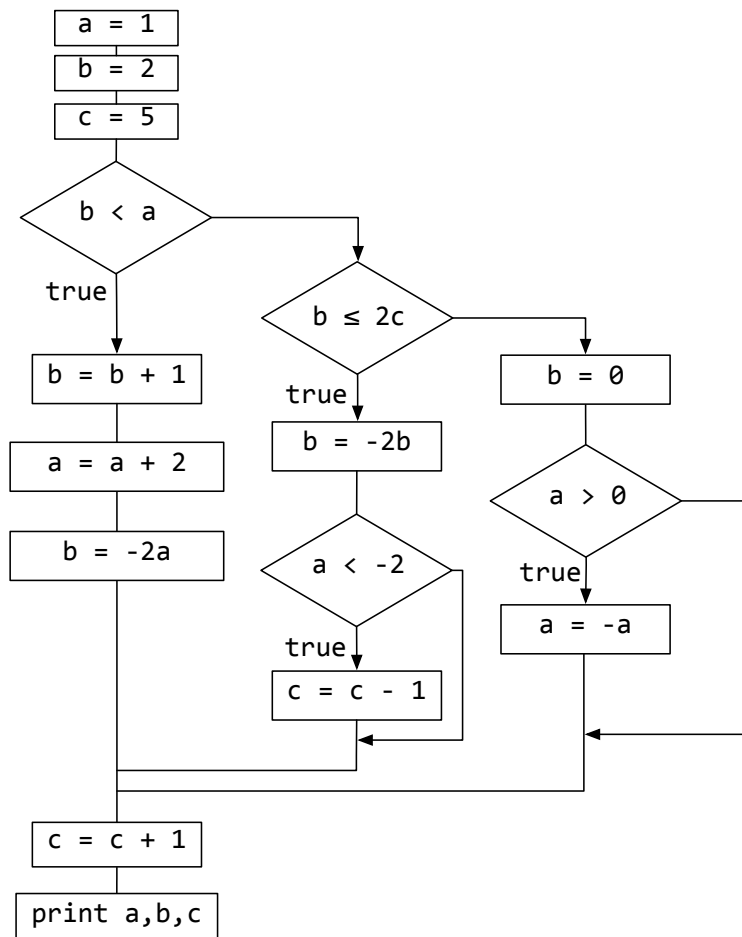 a = 1
b = 2
c = 5
b < a
true
b = b + 1
a = a + 2
b = -2a
b ≤ 2c
true
b = -2b
a < -2
true
c = c - 1
b = 0
a > 0
true
a = -a
c = c + 1
print a,b,c